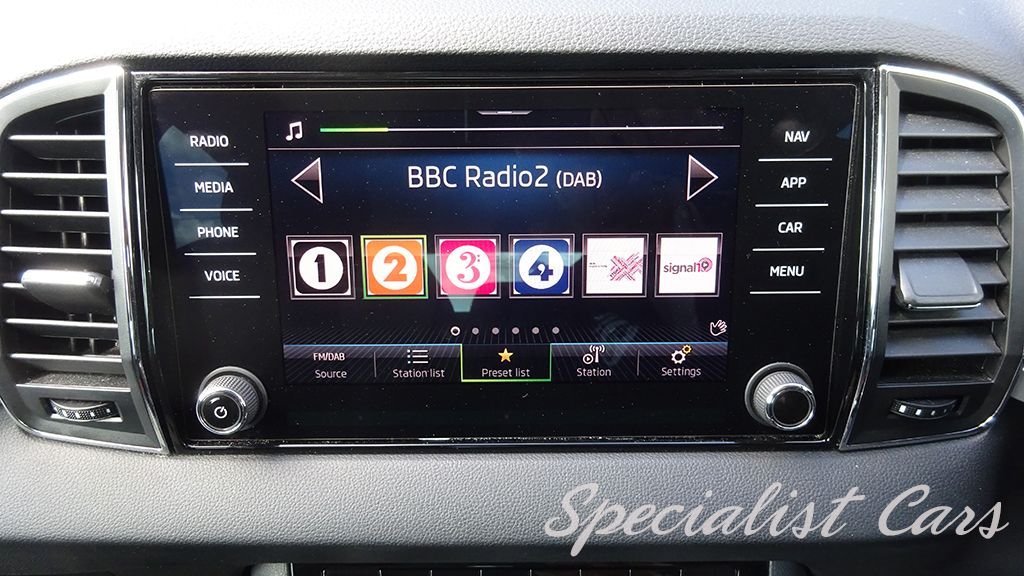 RADIO
MEDIA
PHONE
VOICE
BBC Radio2 (DAB)
1
2
3
4
signal1
FM/DAB
Source
Station list
Preset list
Station
Settings
NAV
APP
CAR
MENU
Specialist Cars